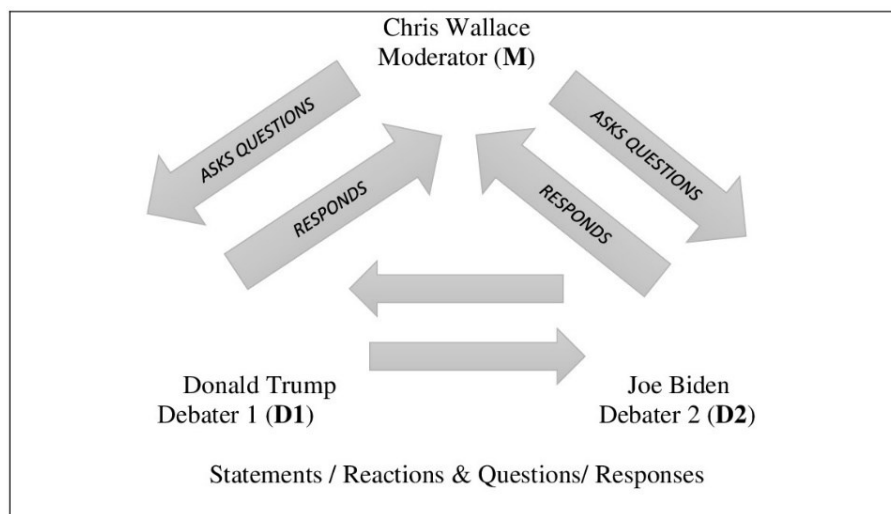 Chris Wallace
Moderator (M)
ASKS QUESTIONS
RESPONDS
ASKS QUESTIONS
RESPONDS
Donald Trump
Debater 1 (D1)
Joe Biden
Debater 2 (D2)
Statements / Reactions & Questions/ Responses